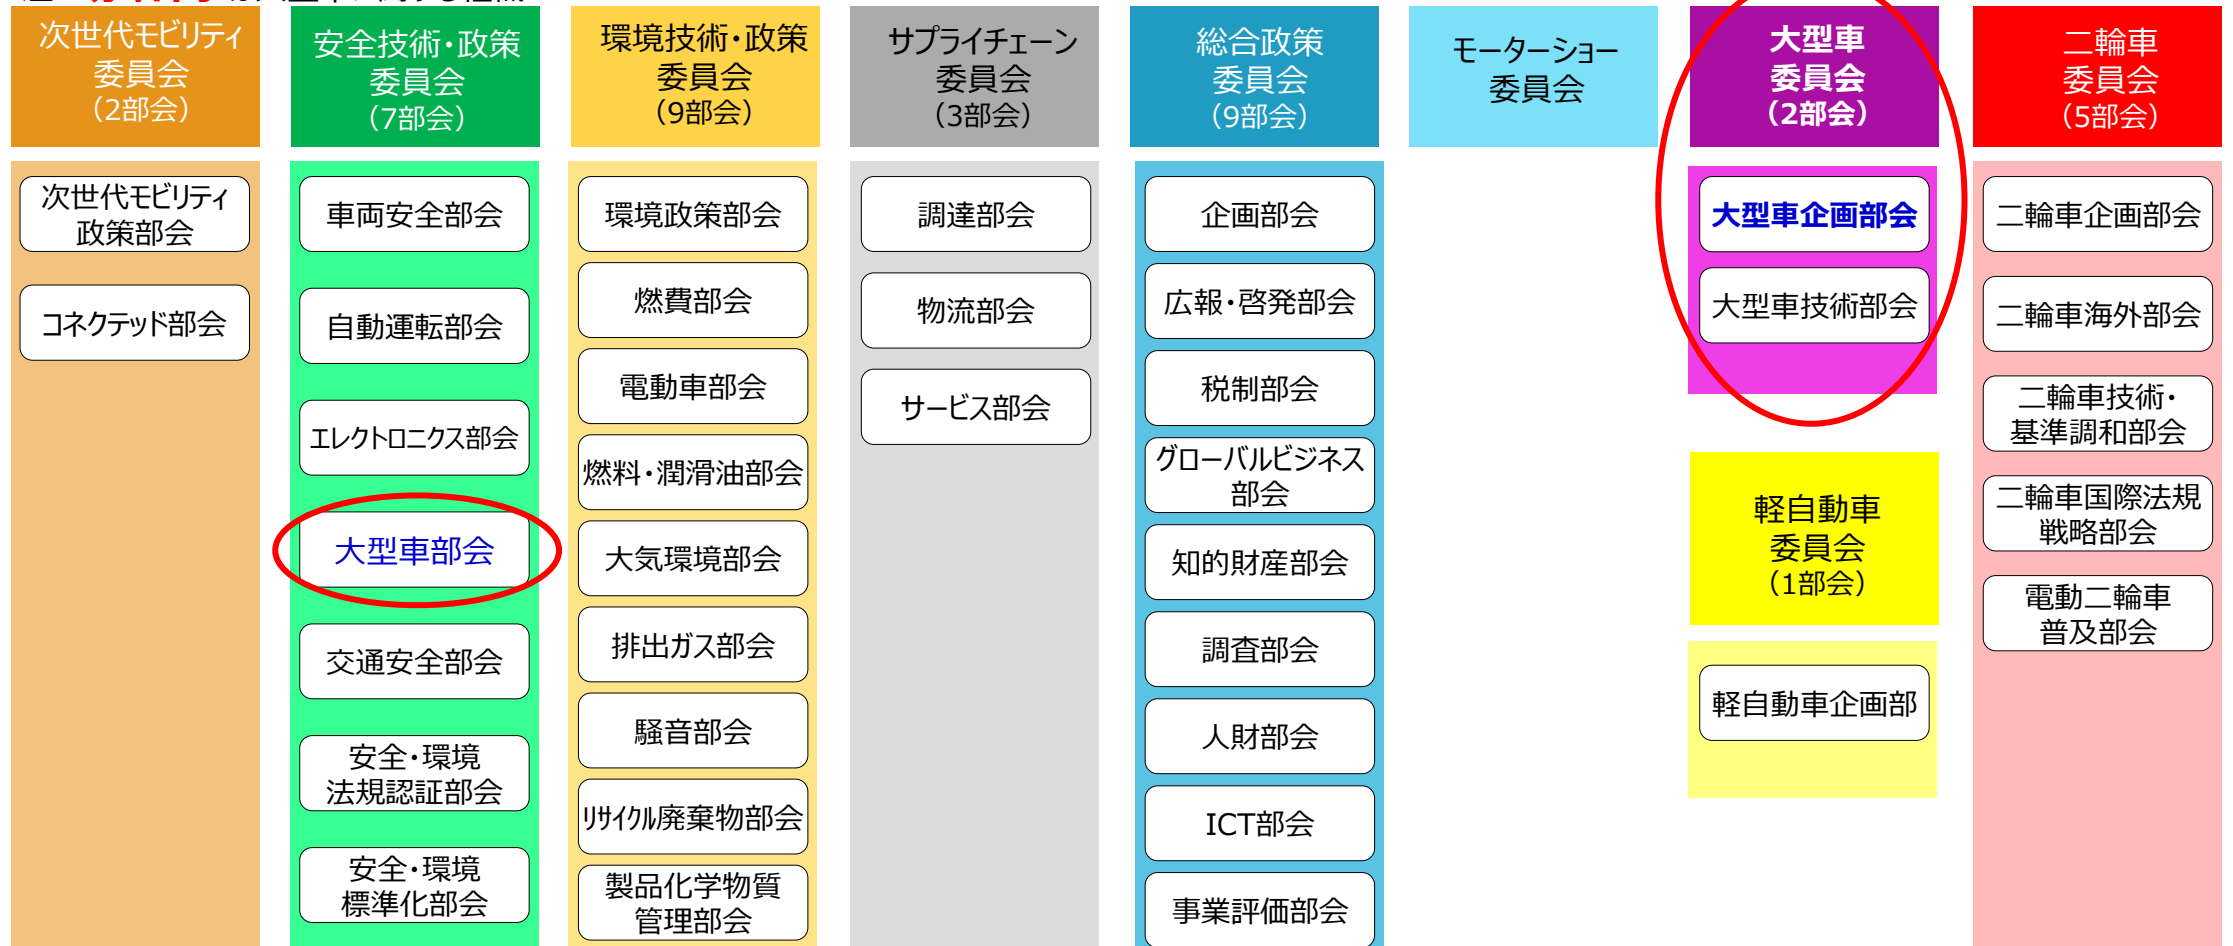 次世代モビリティ
委員会
（2部会）
次世代モビリティ
政策部会
コネクテッド部会
安全技術・政策
委員会
（7部会）
車両安全部会
自動運転部会
エレクトロニクス部会
大型車部会
交通安全部会
安全・環境
法規認証部会
安全・環境
標準化部会
環境技術・政策
委員会
（9部会）
環境政策部会
燃費部会
電動車部会
燃料・潤滑油部会
大気環境部会
排出ガス部会
騒音部会
リサイクル廃棄物部会
製品化学物質
管理部会
サプライチェーン
委員会
（3部会）
調達部会
物流部会
サービス部会
総合政策
委員会
（9部会）
企画部会
広報・啓発部会
税制部会
グローバルビジネス
部会
知的財産部会
調査部会
人財部会
ICT部会
事業評価部会
モーターショー
委員会
大型車
委員会
（2部会）
大型車企画部会
大型車技術部会
軽自動車
委員会
（1部会）
軽自動車企画部
二輪車
委員会
（5部会）
二輪車企画部会
二輪車海外部会
二輪車技術・
基準調和部会
二輪車国際法規
戦略部会
電動二輪車
普及部会